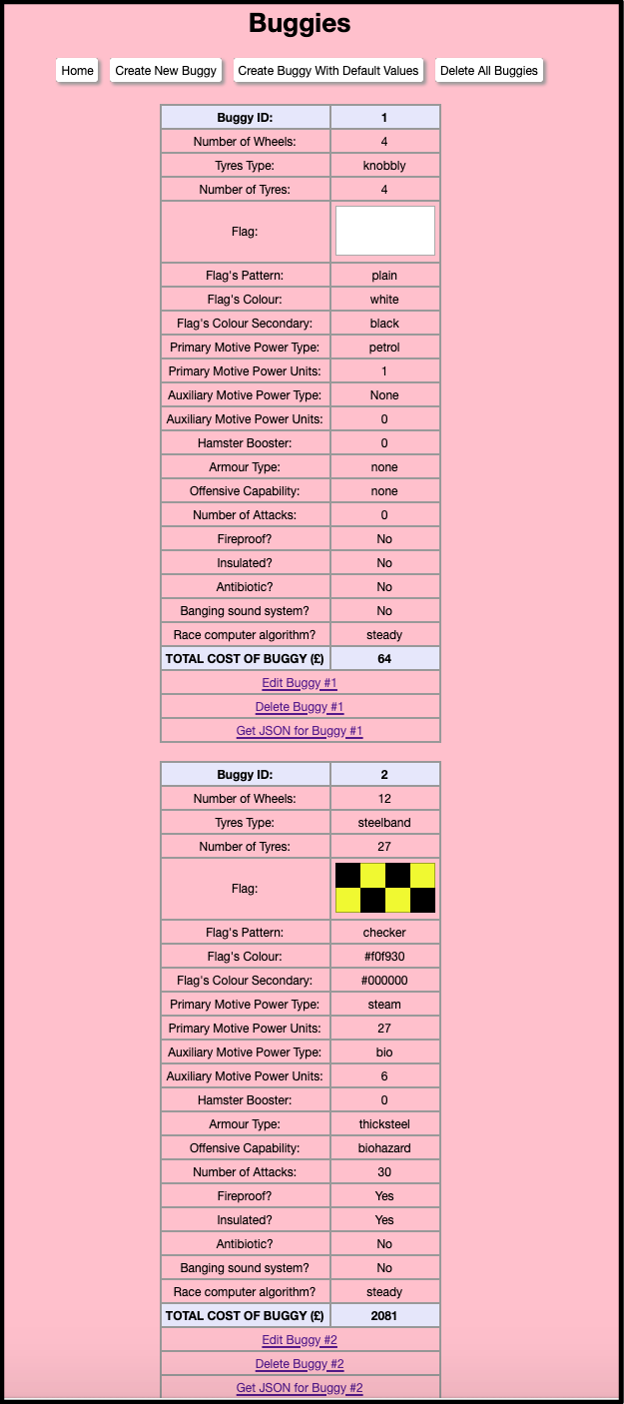 Buggies
Home Create New Buggy Create Buggy With Default Values Delete All Buggies
Buggy ID: 1
Number of Wheels: 4
Tyres Type: knobbly
Number of Tyres: 4
Flag:
Flag's Pattern: plain
Flag's Colour: white
Flag's Colour Secondary: black
Primary Motive Power Type: petrol
Primary Motive Power Units: 1
Auxiliary Motive Power Type: None
Auxiliary Motive Power Units: 0
Hamster Booster: 0
Armour Type: none
Offensive Capability: none
Number of Attacks: 0
Fireproof? No
Insulated? No
Antibiotic? No
Banging sound system? No
Race computer algorithm? steady
TOTAL COST OF BUGGY (£) 64
Edit Buggy #1
Delete Buggy #1
Get JSON for Buggy #1
Buggy ID: 2
Number of Wheels: 12
Tyres Type: steelband
Number of Tyres: 27
Flag:
Flag's Pattern: checker
Flag's Colour: #f0f930
Flag's Colour Secondary: #000000
Primary Motive Power Type: steam
Primary Motive Power Units: 27
Auxiliary Motive Power Type: bio
Auxiliary Motive Power Units: 6
Hamster Booster: 0
Armour Type: thicksteel
Offensive Capability: biohazard
Number of Attacks: 30
Fireproof? Yes
Insulated? Yes
Antibiotic? No
Banging sound system? No
Race computer algorithm? steady
TOTAL COST OF BUGGY (£) 2081
Edit Buggy #2
Delete Buggy #2
Get JSON for Buggy #2